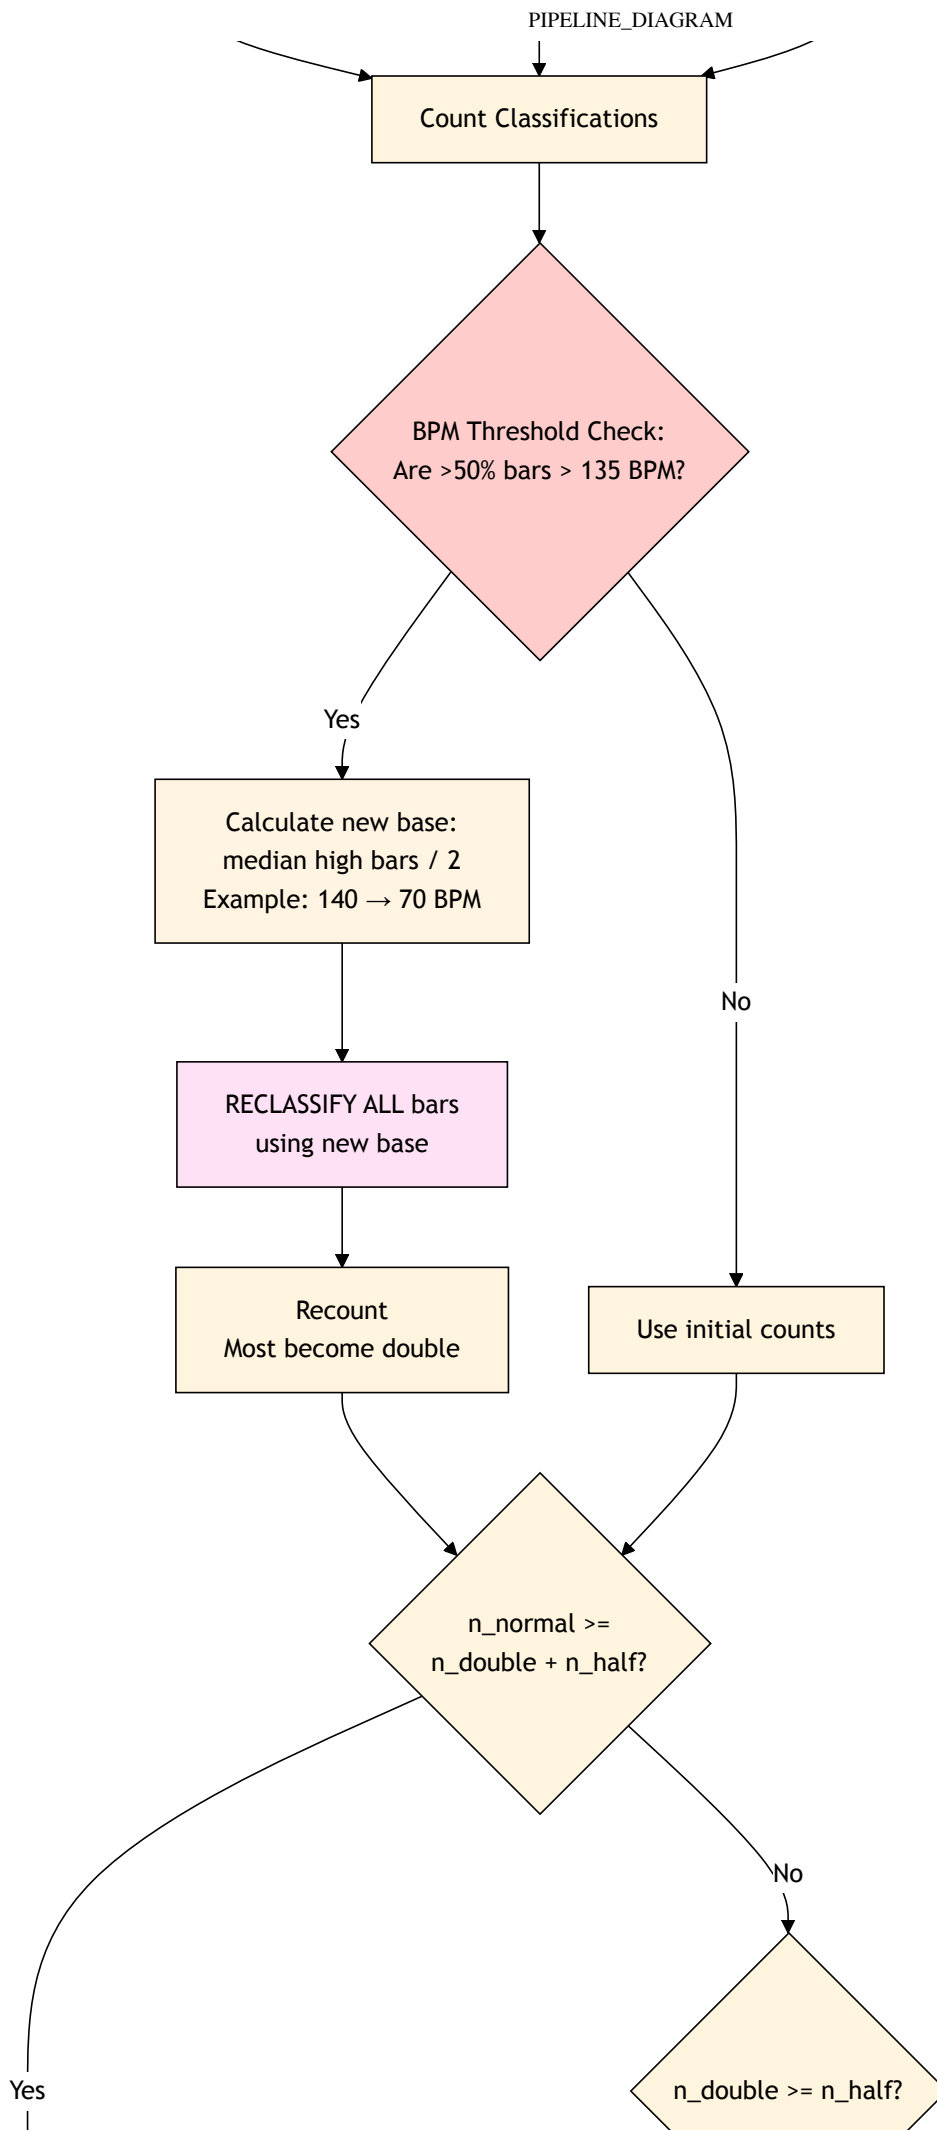 PIPELINE_DIAGRAM
Count Classifications
BPM Threshold Check:
Are >50% bars > 135 BPM?
Yes
Calculate new base:
median high bars / 2
Example: 140 → 70 BPM
No
RECLASSIFY ALL bars
using new base
Recount
Most become double
Use initial counts
n_normal >=
n_double + n_half?
No
Yes
n_double >= n_half?